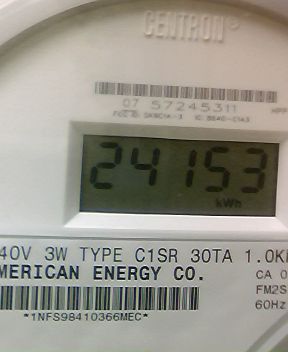 CENTRON®
07 57245311
24153
kWh
40V 3W TYPE C1SR 30TA 1.0K
MERICAN ENERGY CO.
CA 0
FM2S
60Hz
*1NFS98410366MEC*